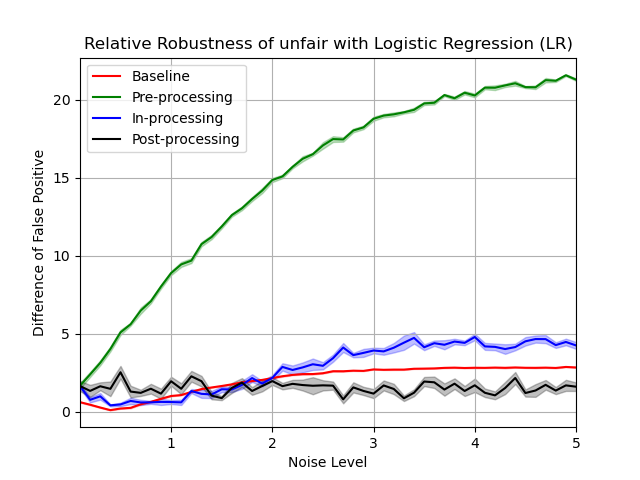 Relative Robustness of unfair with Logistic Regression (LR)
Baseline
Pre-processing
In-processing
Post-processing
Difference of False Positive
20
15
10
5
0
1 2 3 4 5
Noise Level